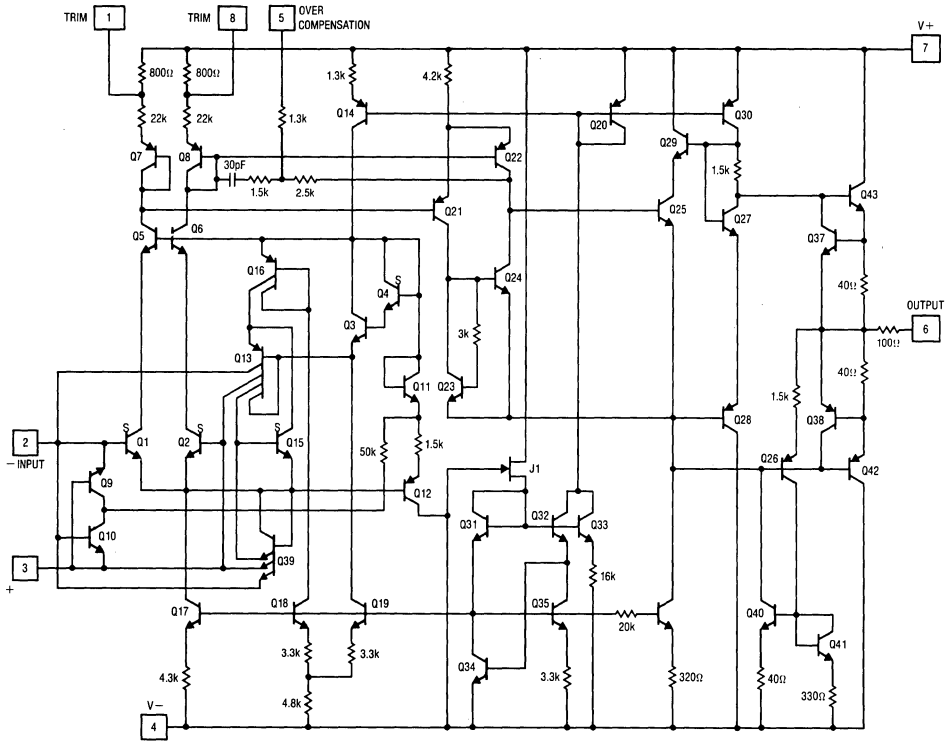 TRIM 1
TRIM 8
5 OVER
COMPENSATION
V+
7
800Ω
800Ω
1.3k
4.2k
22k
22k
1.3k
Q14
Q20
Q30
Q7
Q8
30pF
Q22
Q29
1.5k
1.5k
2.5k
Q43
Q21
Q25
Q27
Q5
Q6
Q37
Q16
Q4
S
Q24
40Ω
Q3
3k
OUTPUT
6
100Ω
Q13
Q11
Q23
40Ω
1.5k
Q28
Q38
2
− INPUT
S
Q1
Q2
S
S
Q15
50k
1.5k
J1
Q26
Q42
Q9
Q12
Q10
Q31
Q32
Q33
3
+
Q39
16k
Q17
Q18
Q19
Q35
20k
Q40
Q41
3.3k
3.3k
Q34
4.3k
4.8k
3.3k
320Ω
40Ω
330Ω
V−
4